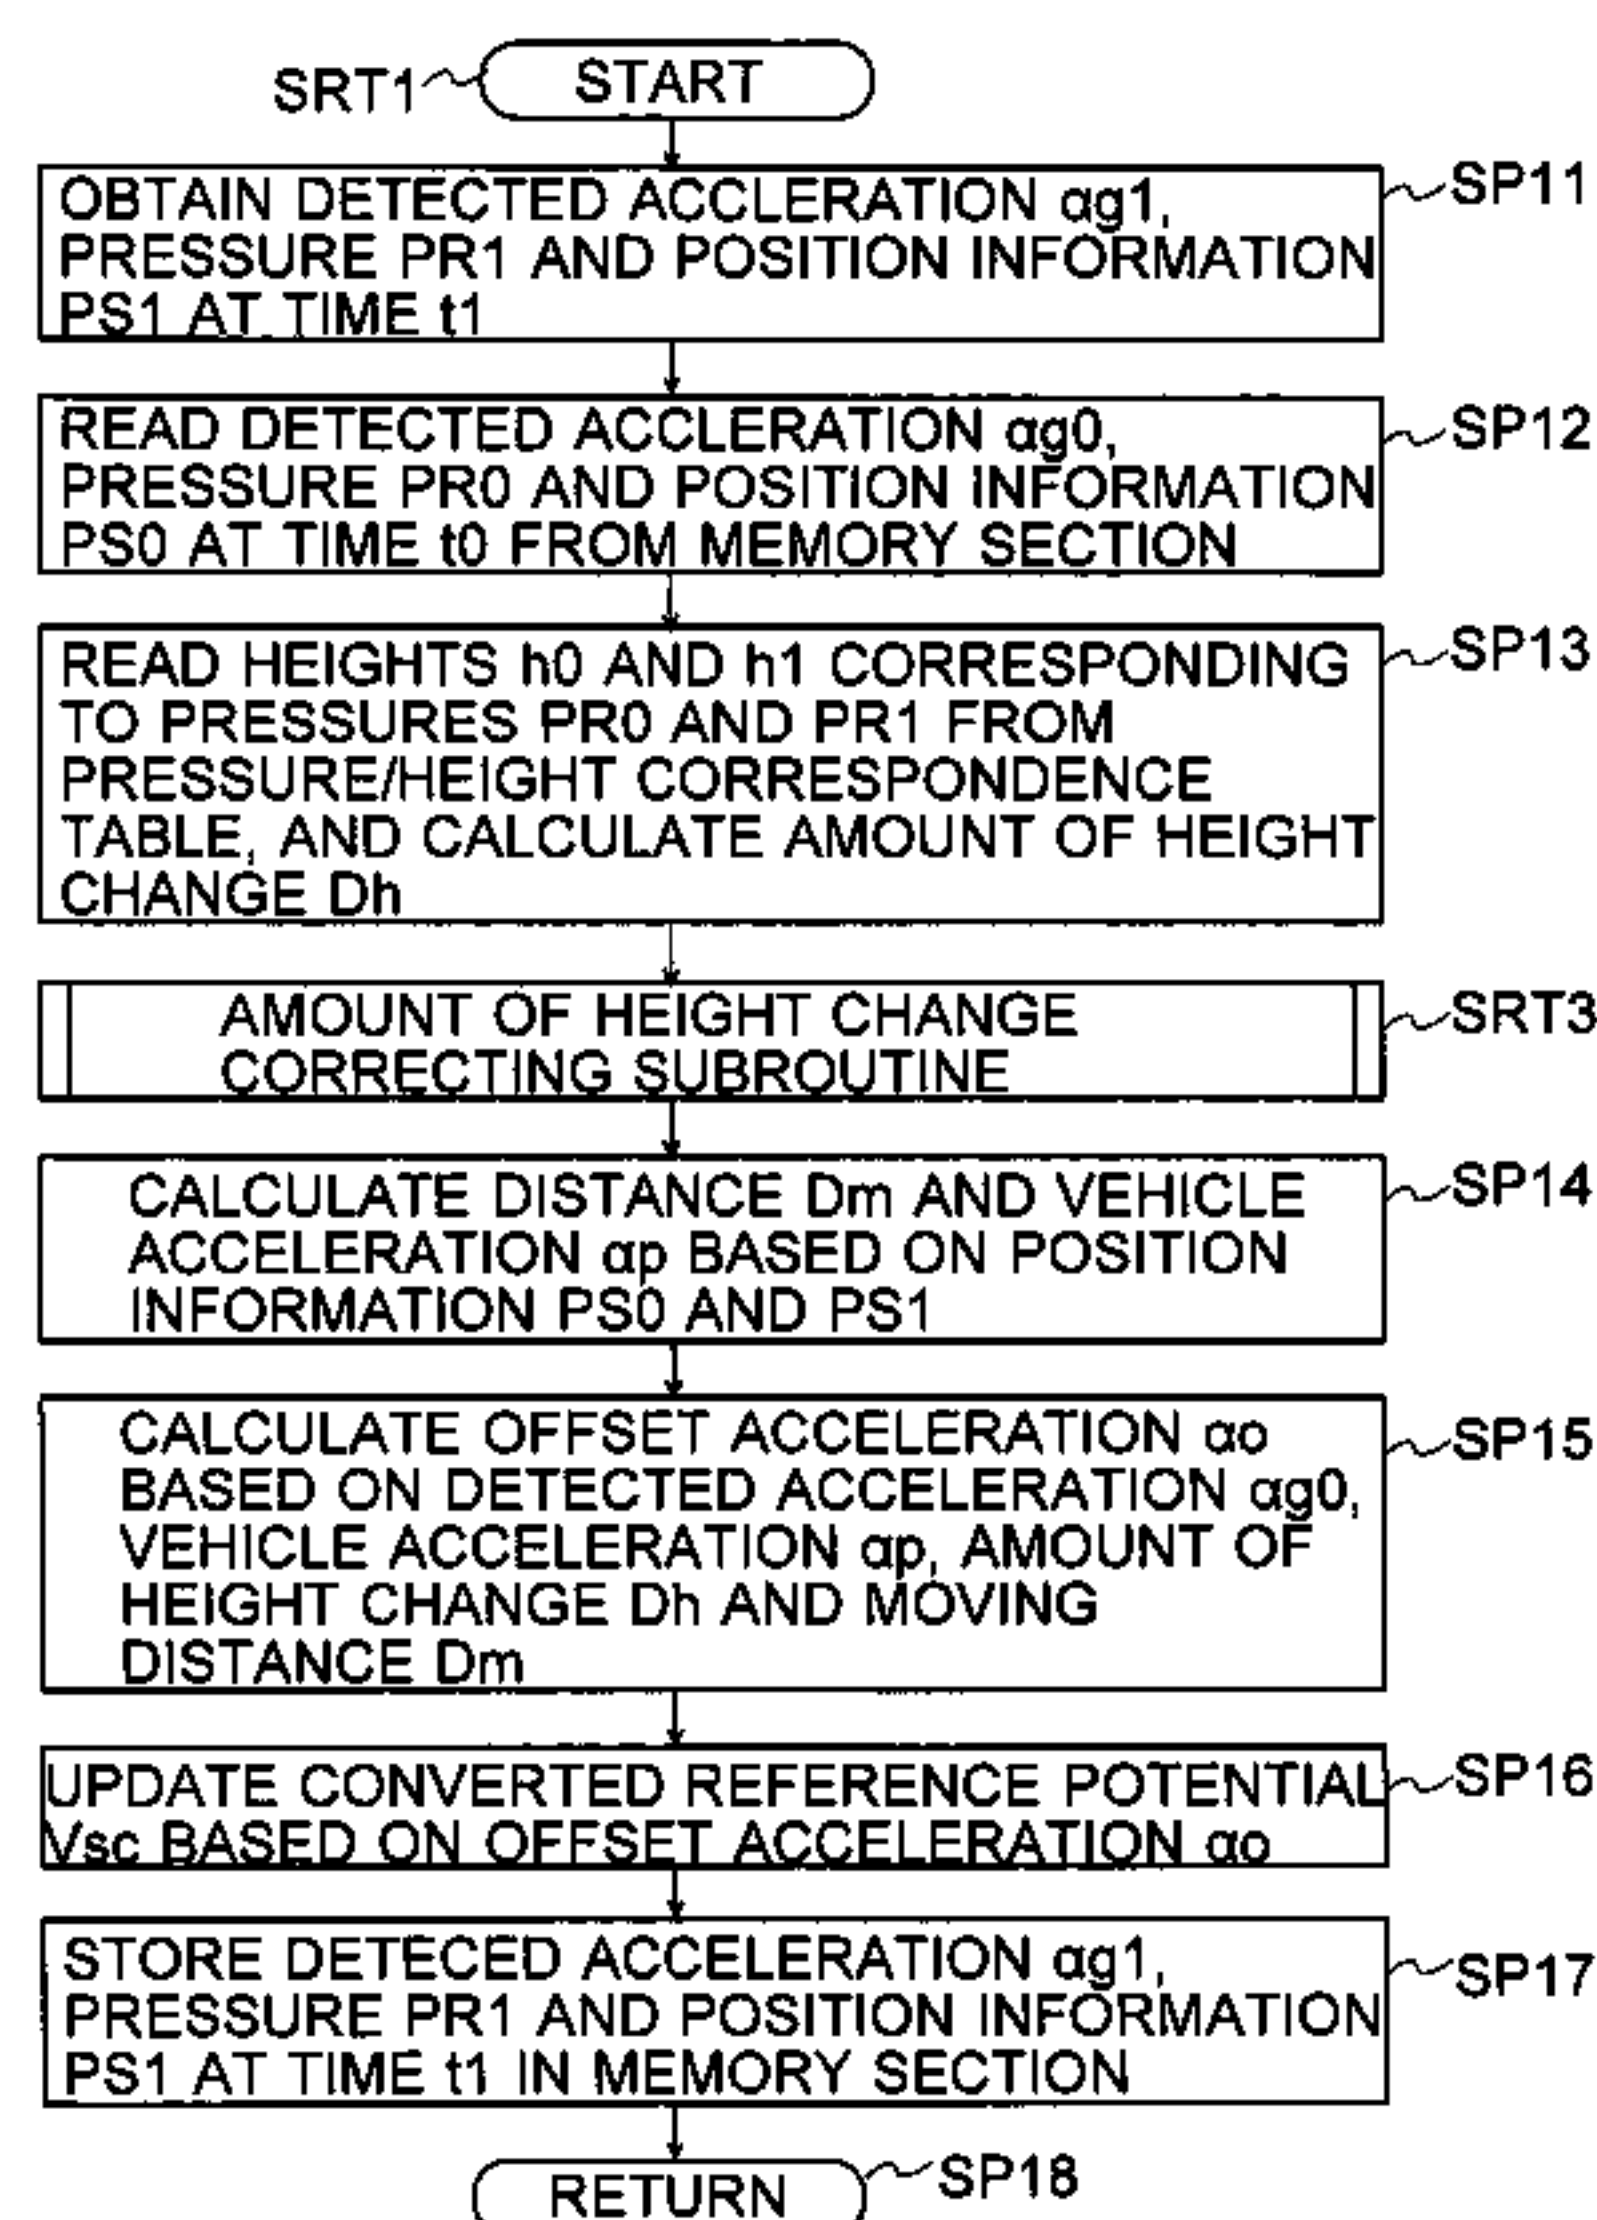 SRT1
START
SP11
OBTAIN DETECTED ACCLERATION αg1,
PRESSURE PR1 AND POSITION INFORMATION
PS1 AT TIME t1
SP12
READ DETECTED ACCLERATION αg0,
PRESSURE PR0 AND POSITION INFORMATION
PS0 AT TIME t0 FROM MEMORY SECTION
SP13
READ HEIGHTS h0 AND h1 CORRESPONDING
TO PRESSURES PR0 AND PR1 FROM
PRESSURE/HEIGHT CORRESPONDENCE
TABLE, AND CALCULATE AMOUNT OF HEIGHT
CHANGE Dh
SRT3
AMOUNT OF HEIGHT CHANGE
CORRECTING SUBROUTINE
SP14
CALCULATE DISTANCE Dm AND VEHICLE
ACCELERATION αp BASED ON POSITION
INFORMATION PS0 AND PS1
SP15
CALCULATE OFFSET ACCELERATION αo
BASED ON DETECTED ACCELERATION αg0,
VEHICLE ACCELERATION αp, AMOUNT OF
HEIGHT CHANGE Dh AND MOVING
DISTANCE Dm
SP16
UPDATE CONVERTED REFERENCE POTENTIAL
Vsc BASED ON OFFSET ACCELERATION αo
SP17
STORE DETECED ACCELERATION αg1,
PRESSURE PR1 AND POSITION INFORMATION
PS1 AT TIME t1 IN MEMORY SECTION
SP18
RETURN